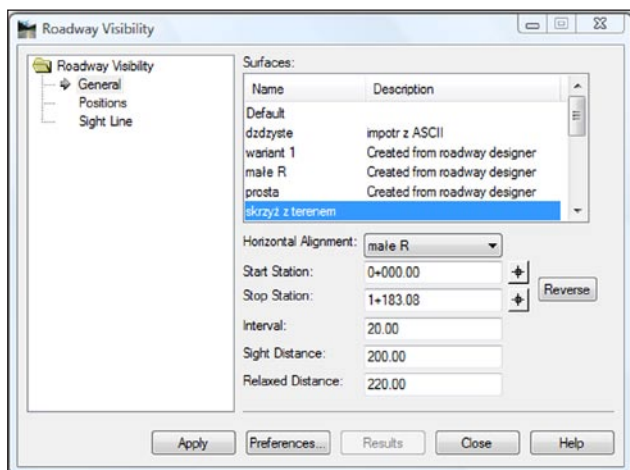 Roadway Visibility
Roadway Visibility
General
Positions
Sight Line
Surfaces:
Name Description
Default
dzdzyste impotr z ASCII
wariant 1 Created from roadway designer
małe R Created from roadway designer
prosta Created from roadway designer
skrzyż z terenem
Horizontal Alignment: małe R
Start Station: 0+000.00
Stop Station: 1+183.08
Reverse
Interval: 20.00
Sight Distance: 200.00
Relaxed Distance: 220.00
Apply Preferences... Results Close Help